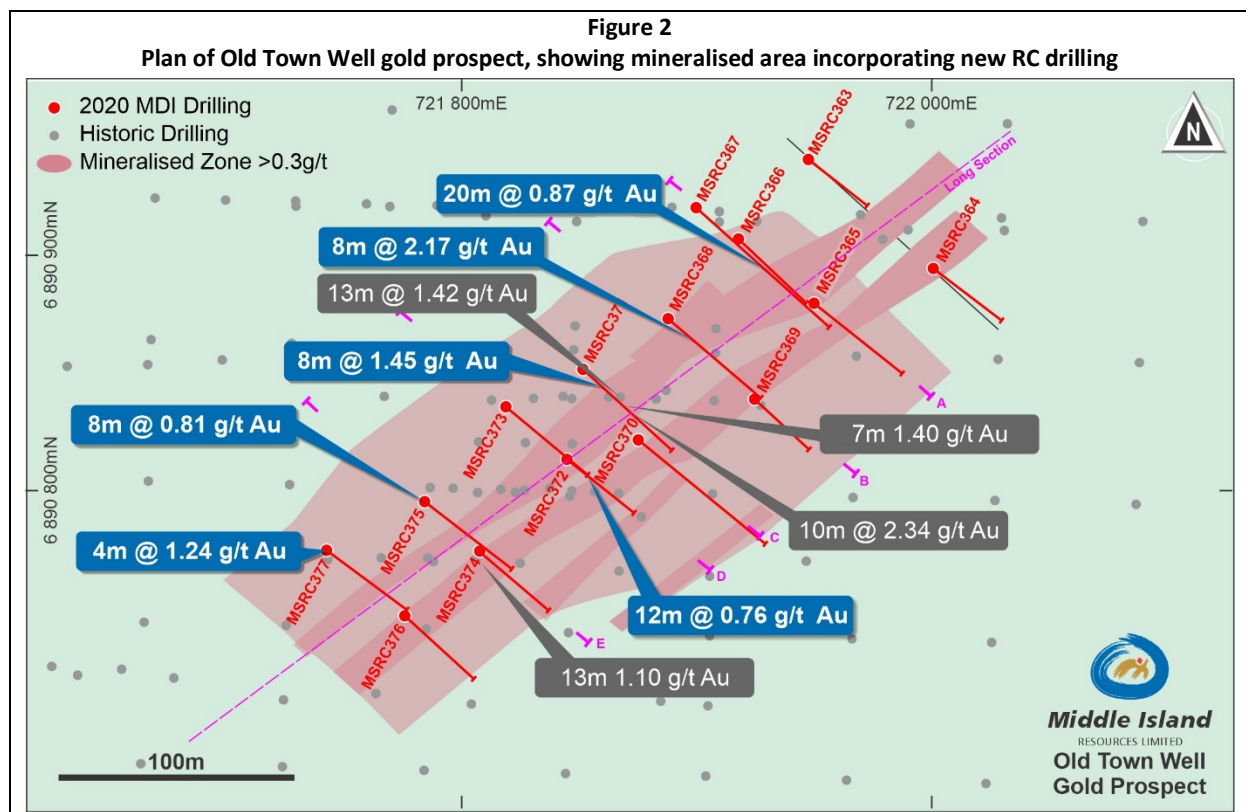 Figure 2
Plan of Old Town Well gold prospect, showing mineralised area incorporating new RC drilling
2020 MDI Drilling
Historic Drilling
Mineralised Zone >0.3g/t
721 800mE
722 000mE
N
6 890 900mN
6 890 800mN
Long Section
MSRC363
MSRC367
MSRC366
MSRC364
MSRC365
MSRC368
MSRC369
MSRC37
MSRC370
MSRC373
MSRC372
MSRC375
MSRC374
MSRC377
MSRC376
20m @ 0.87 g/t Au
8m @ 2.17 g/t Au
13m @ 1.42 g/t Au
8m @ 1.45 g/t Au
8m @ 0.81 g/t Au
4m @ 1.24 g/t Au
7m 1.40 g/t Au
10m @ 2.34 g/t Au
12m @ 0.76 g/t Au
13m 1.10 g/t Au
A
B
C
D
E
100m
Middle Island
RESOURCES LIMITED
Old Town Well
Gold Prospect